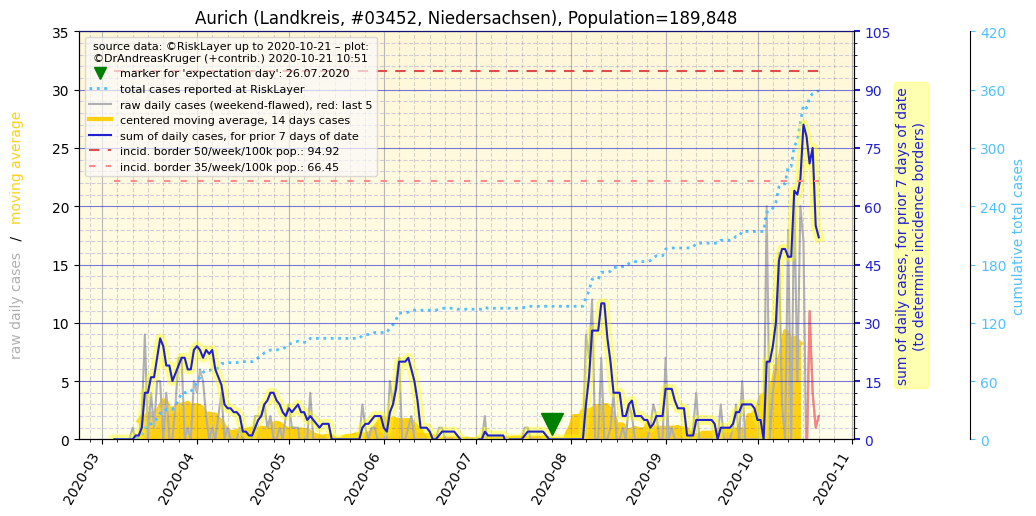 Aurich (Landkreis, #03452, Niedersachsen), Population=189,848
source data: ©RiskLayer up to 2020-10-21 – plot:
©DrAndreasKruger (+contrib.) 2020-10-21 10:51
marker for 'expectation day': 26.07.2020
total cases reported at RiskLayer
raw daily cases (weekend-flawed), red: last 5
centered moving average, 14 days cases
sum of daily cases, for prior 7 days of date
incid. border 50/week/100k pop.: 94.92
incid. border 35/week/100k pop.: 66.45
raw daily cases / moving average
35
30
25
20
15
10
5
0
105
90
75
60
45
30
15
0
sum of daily cases, for prior 7 days of date
(to determine incidence borders)
420
360
300
240
180
120
60
0
cumulative total cases
2020-03
2020-04
2020-05
2020-06
2020-07
2020-08
2020-09
2020-10
2020-11